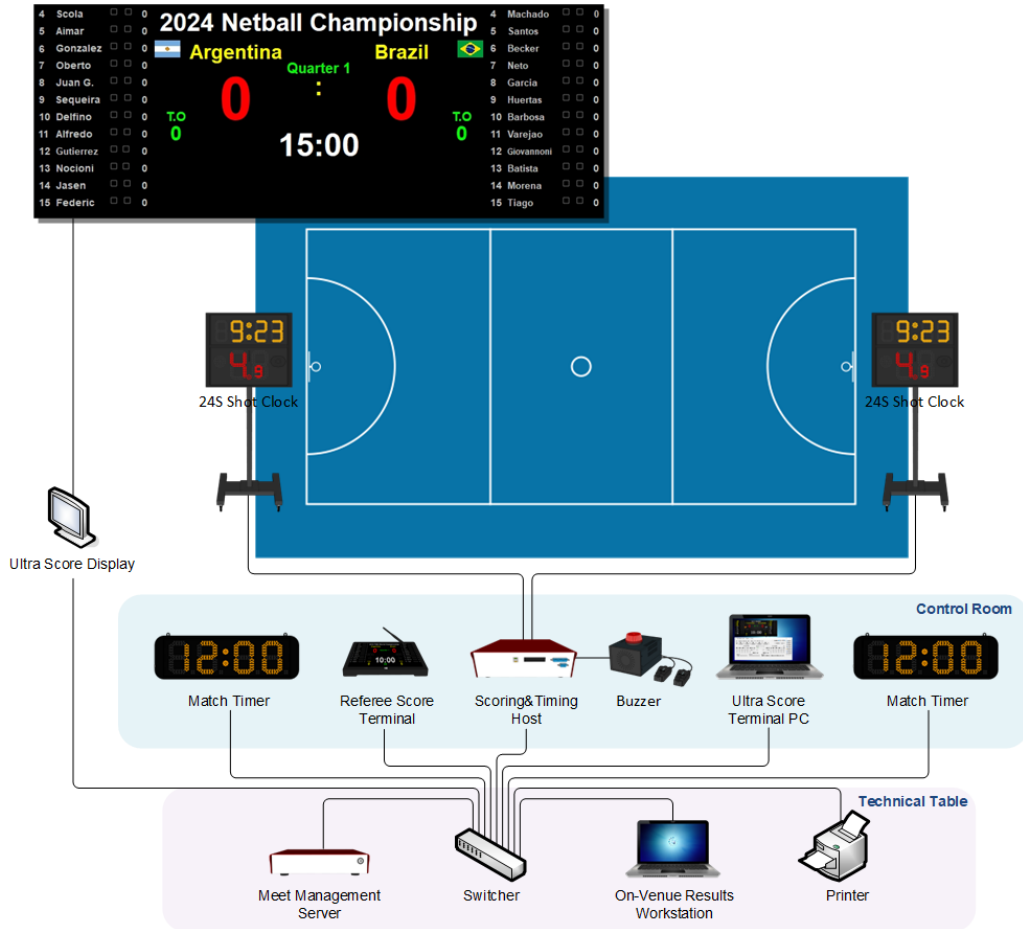 2024 Netball Championship
Argentina
Brazil
Quarter 1
0 : 0
T.O
0
T.O
0
15:00
4 Scola 0
5 Aimar 0
6 Gonzalez 0
7 Oberto 0
8 Juan G. 0
9 Sequeira 0
10 Delfino 0
11 Alfredo 0
12 Gutierrez 0
13 Nocioni 0
14 Jasen 0
15 Federic 0
4 Machado 0
5 Santos 0
6 Becker 0
7 Neto 0
8 Garcia 0
9 Huertas 0
10 Barbosa 0
11 Varejao 0
12 Giovannoni 0
13 Batista 0
14 Morena 0
15 Tiago 0
9:23
4.9
24S Shot Clock
9:23
4.9
24S Shot Clock
Ultra Score Display
Control Room
12:00
Match Timer
10:00
Referee Score
Terminal
Scoring&Timing
Host
Buzzer
Ultra Score
Terminal PC
12:00
Match Timer
Technical Table
Meet Management
Server
Switcher
On-Venue Results
Workstation
Printer